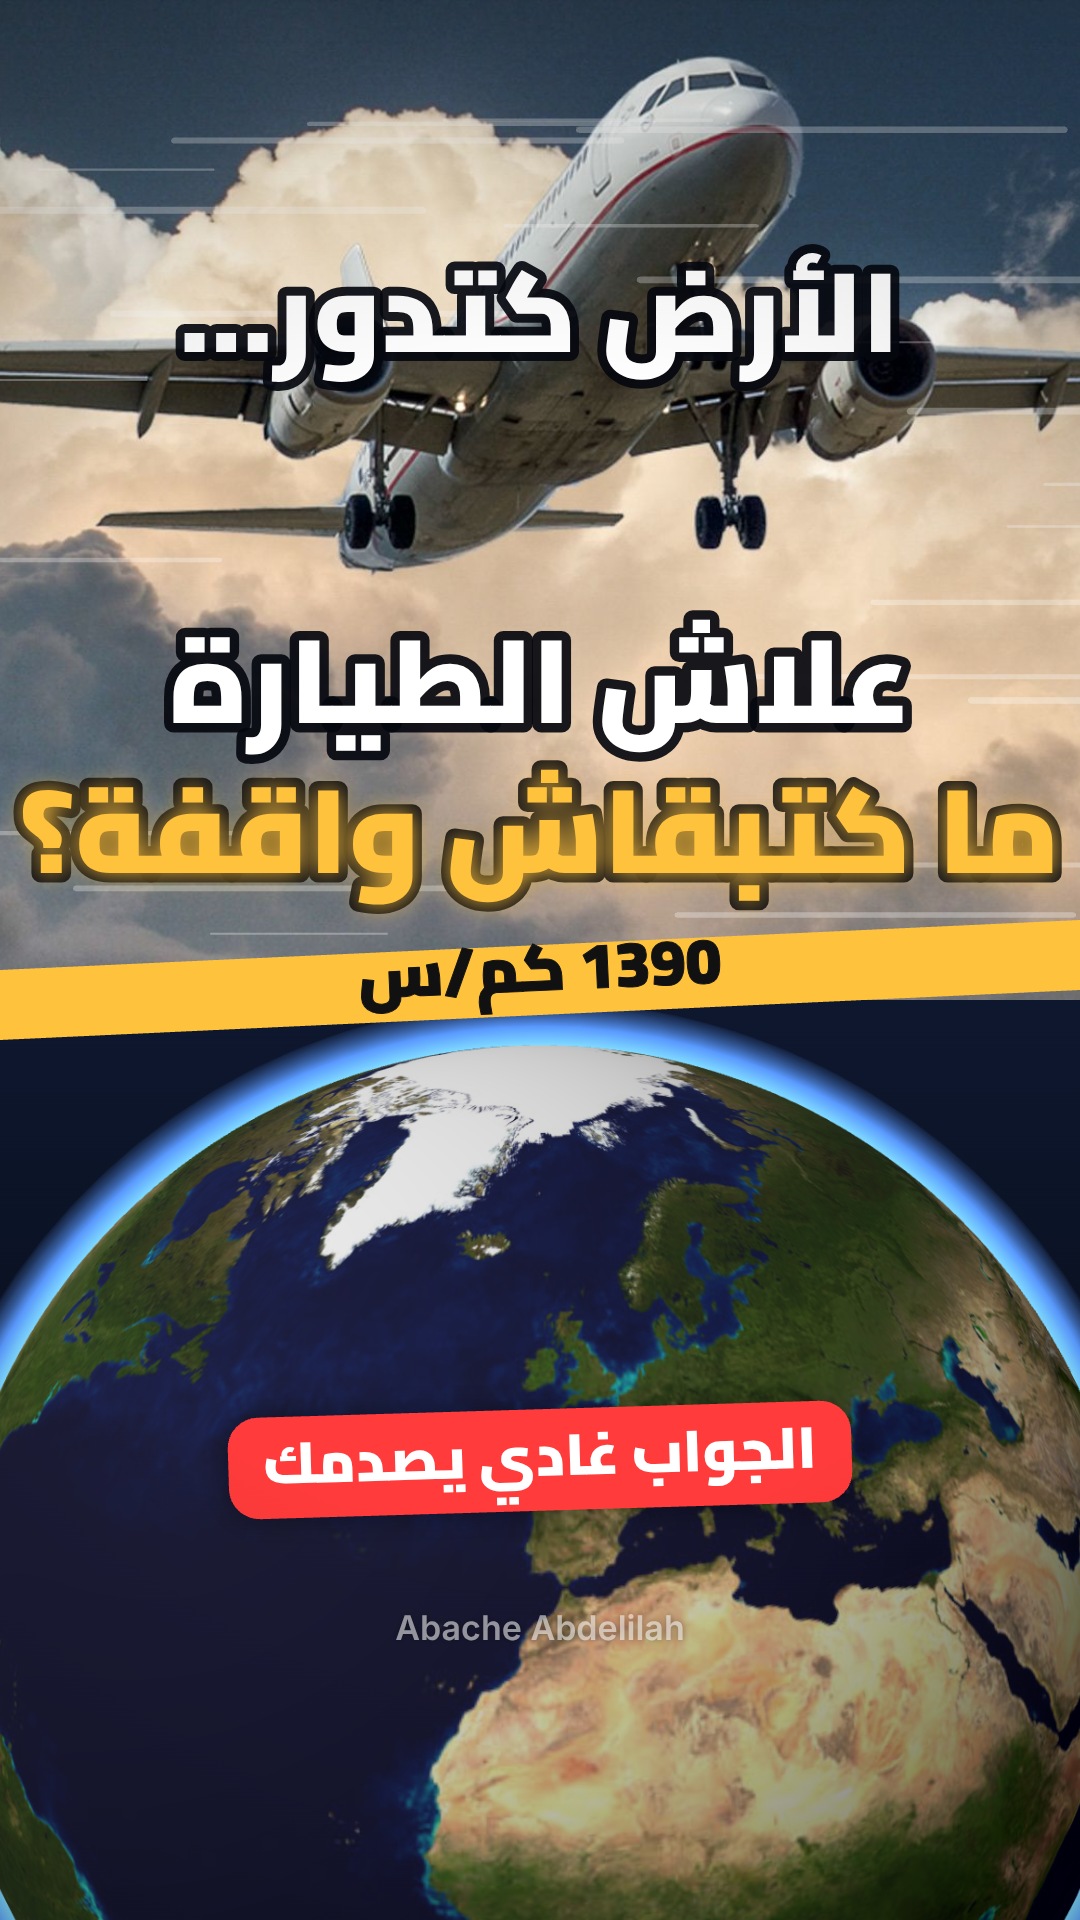 الأرض كتدور...
علاش الطيارة
ما كتبقاش واقفة؟
1390 كم/س
الجواب غادي يصدمك
Abache Abdelilah